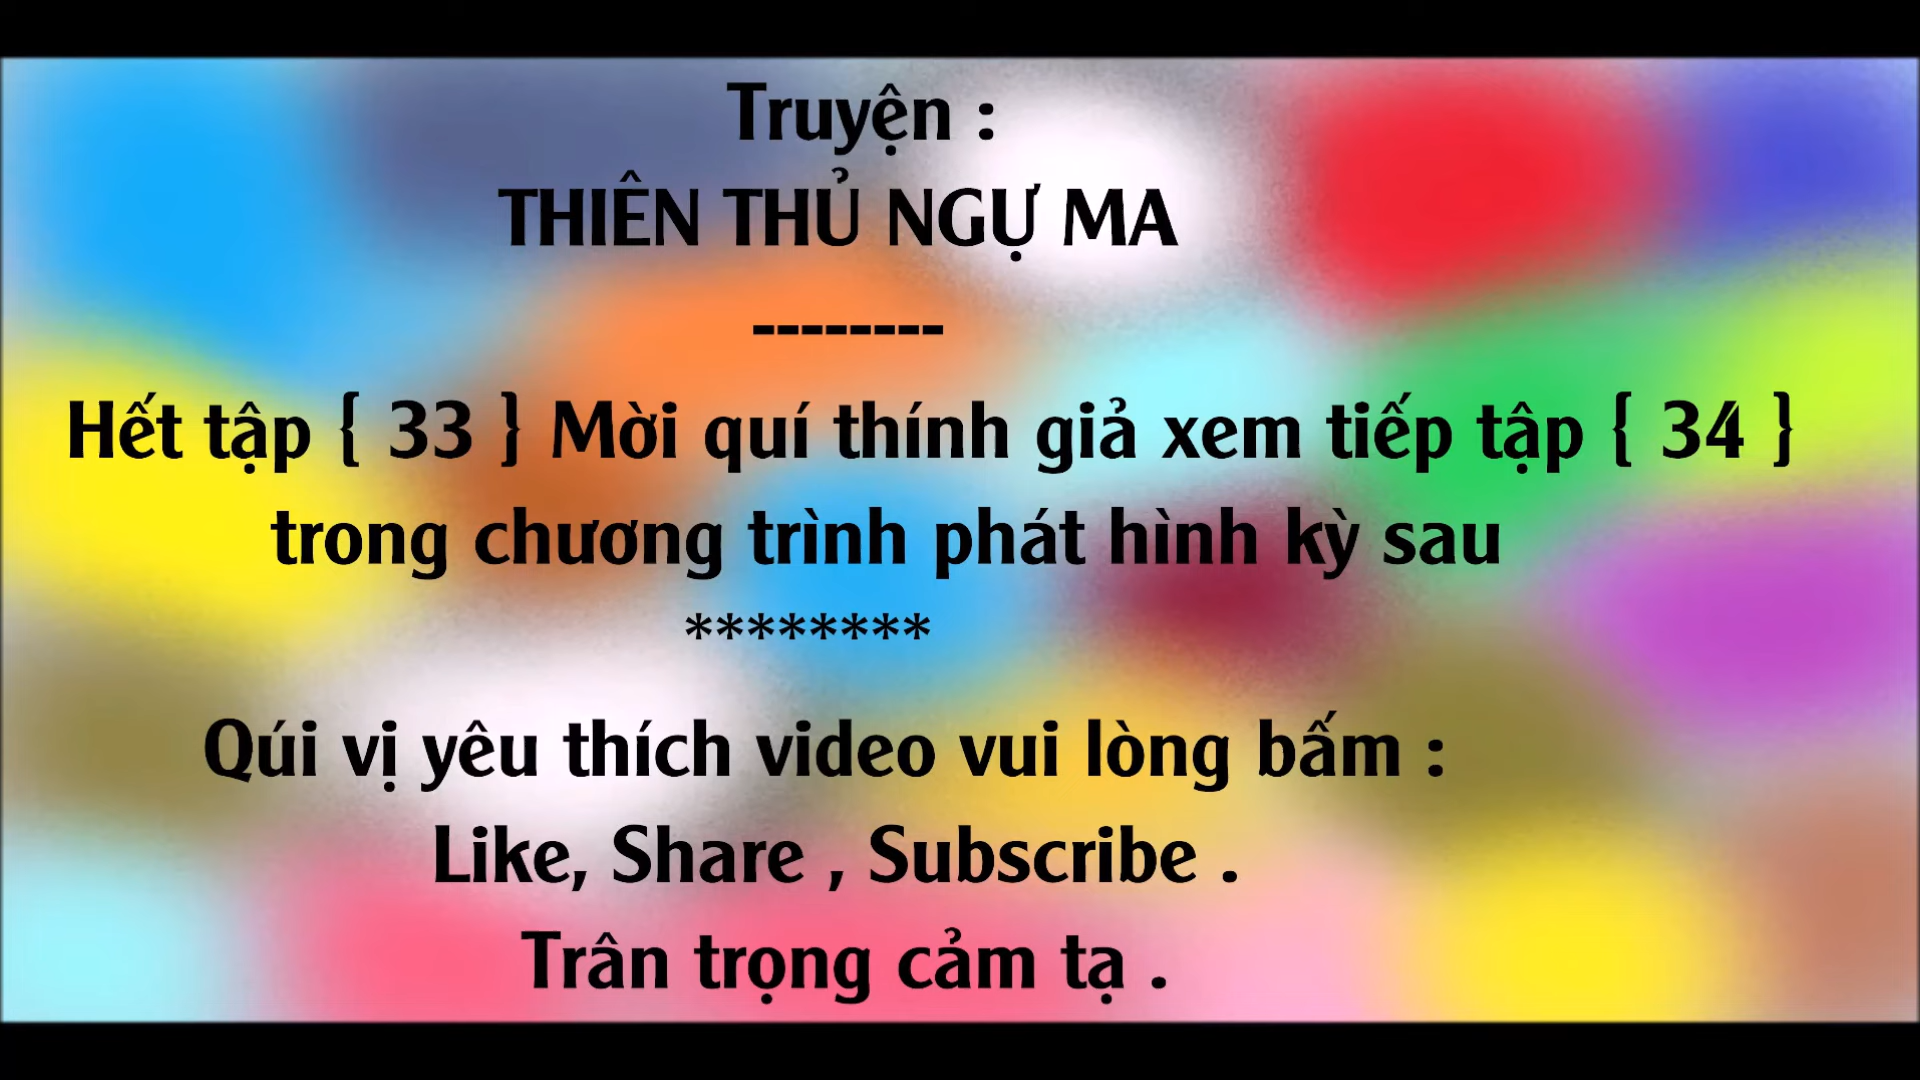 Truyện :
THIÊN THỦ NGỰ MA
--------
Hết tập { 33 } Mời quí thính giả xem tiếp tập { 34 }
trong chương trình phát hình kỳ sau
********
Qúi vị yêu thích video vui lòng bấm :
Like, Share , Subscribe .
Trân trọng cảm tạ .